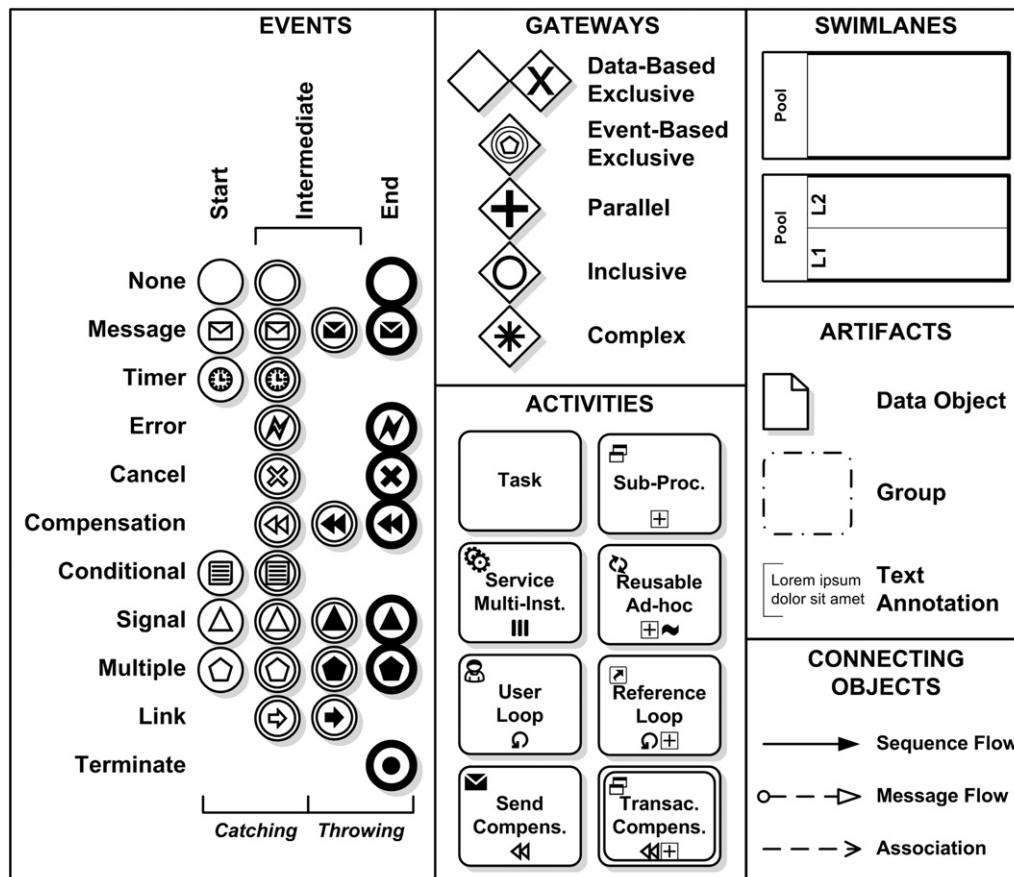 EVENTS
Start
Intermediate
End
None
Message
Timer
Error
Cancel
Compensation
Conditional
Signal
Multiple
Link
Terminate
Catching
Throwing
GATEWAYS
Data-Based
Exclusive
Event-Based
Exclusive
Parallel
Inclusive
Complex
ACTIVITIES
Task
Sub-Proc.
Service
Multi-Inst.
Reusable
Ad-hoc
User
Loop
Reference
Loop
Send
Compens.
Transac.
Compens.
SWIMLANES
Pool
Pool
L2
L1
ARTIFACTS
Data Object
Group
Lorem ipsum
dolor sit amet
Text
Annotation
CONNECTING
OBJECTS
Sequence Flow
Message Flow
Association